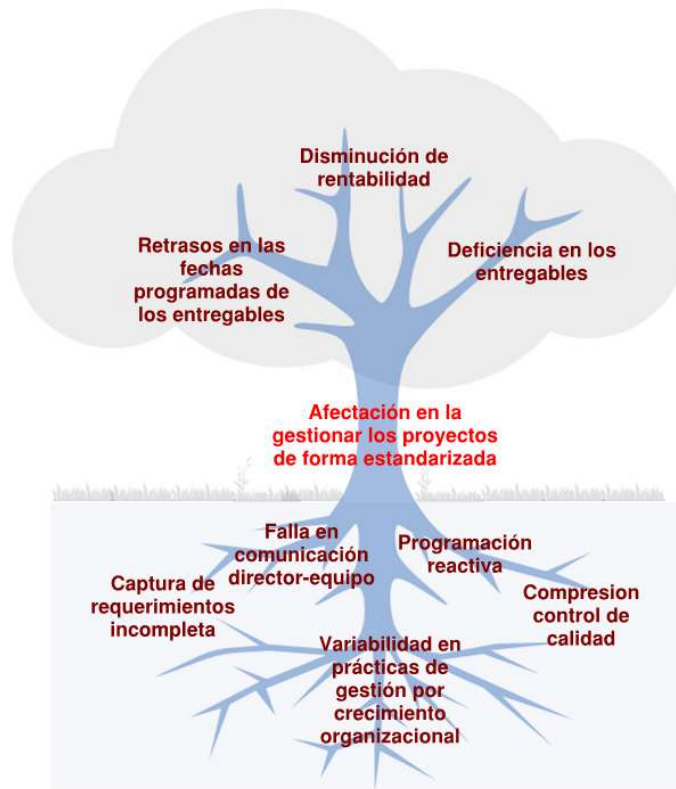 Disminución de
rentabilidad
Retrasos en las
fechas
programadas de
los entregables
Deficiencia en los
entregables
Afectación en la
gestionar los proyectos
de forma estandarizada
Falla en
comunicación
director-equipo
Programación
reactiva
Captura de
requerimientos
incompleta
Compresion
control de
calidad
Variabilidad en
prácticas de
gestión por
crecimiento
organizacional